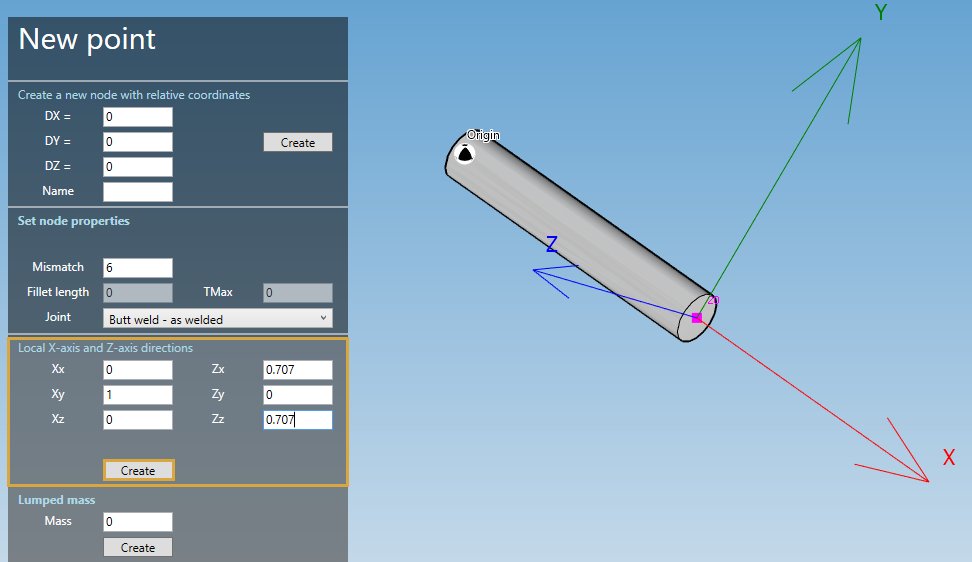 New point
Create a new node with relative coordinates
DX = 0
DY = 0 Create
DZ = 0
Name
Set node properties
Mismatch 6
Fillet length 0 TMax 0
Joint Butt weld - as welded
Local X-axis and Z-axis directions
Xx 0 Zx 0.707
Xy 1 Zy 0
Xz 0 Zz 0.707
Create
Lumped mass
Mass 0
Create
Y
Origin
Z
20
X